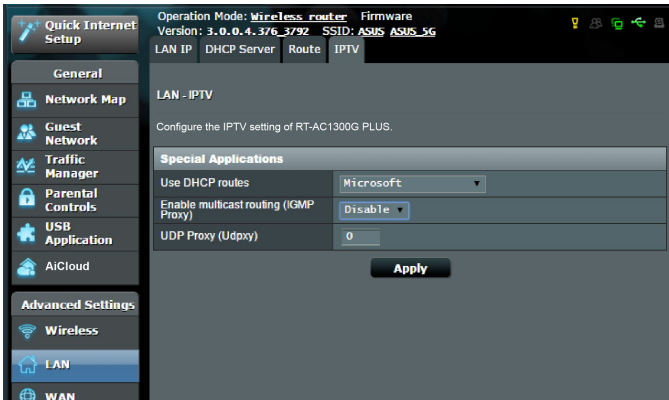 Quick Internet
Setup
Operation Mode: Wireless router Firmware
Version: 3.0.0.4.376_3792 SSID: ASUS ASUS_5G
LAN IP DHCP Server Route IPTV
General
Network Map
Guest
Network
Traffic
Manager
Parental
Controls
USB
Application
AiCloud
Advanced Settings
Wireless
LAN
WAN
LAN - IPTV
Configure the IPTV setting of RT-AC1300G PLUS.
Special Applications
Use DHCP routes Microsoft
Enable multicast routing (IGMP
Proxy) Disable
UDP Proxy (Udpxy) 0
Apply